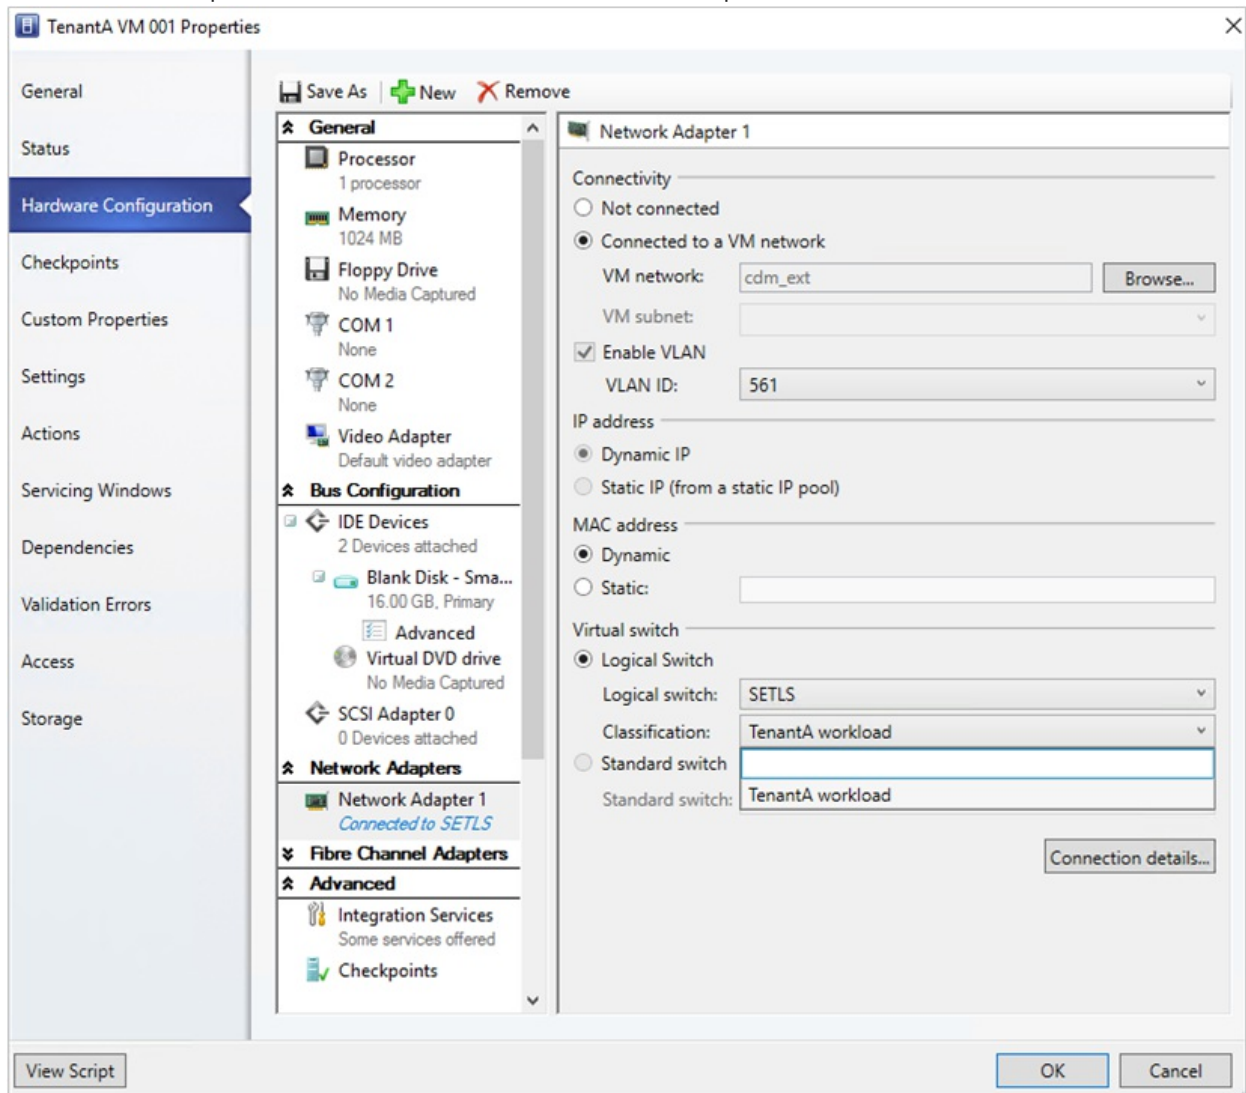 TenantA VM 001 Properties
General
Status
Hardware Configuration
Checkpoints
Custom Properties
Settings
Actions
Servicing Windows
Dependencies
Validation Errors
Access
Storage
Save As
New
Remove
General
Processor
1 processor
Memory
1024 MB
Floppy Drive
No Media Captured
COM 1
None
COM 2
None
Video Adapter
Default video adapter
Bus Configuration
IDE Devices
2 Devices attached
Blank Disk - Sma...
16.00 GB, Primary
Advanced
Virtual DVD drive
No Media Captured
SCSI Adapter 0
0 Devices attached
Network Adapters
Network Adapter 1
Connected to SETLS
Fibre Channel Adapters
Advanced
Integration Services
Some services offered
Checkpoints
Network Adapter 1
Connectivity
Not connected
Connected to a VM network
VM network: cdm_ext Browse...
VM subnet:
Enable VLAN
VLAN ID: 561
IP address
Dynamic IP
Static IP (from a static IP pool)
MAC address
Dynamic
Static:
Virtual switch
Logical Switch
Logical switch: SETLS
Classification: TenantA workload
Standard switch
Standard switch: TenantA workload
Connection details...
View Script
OK
Cancel